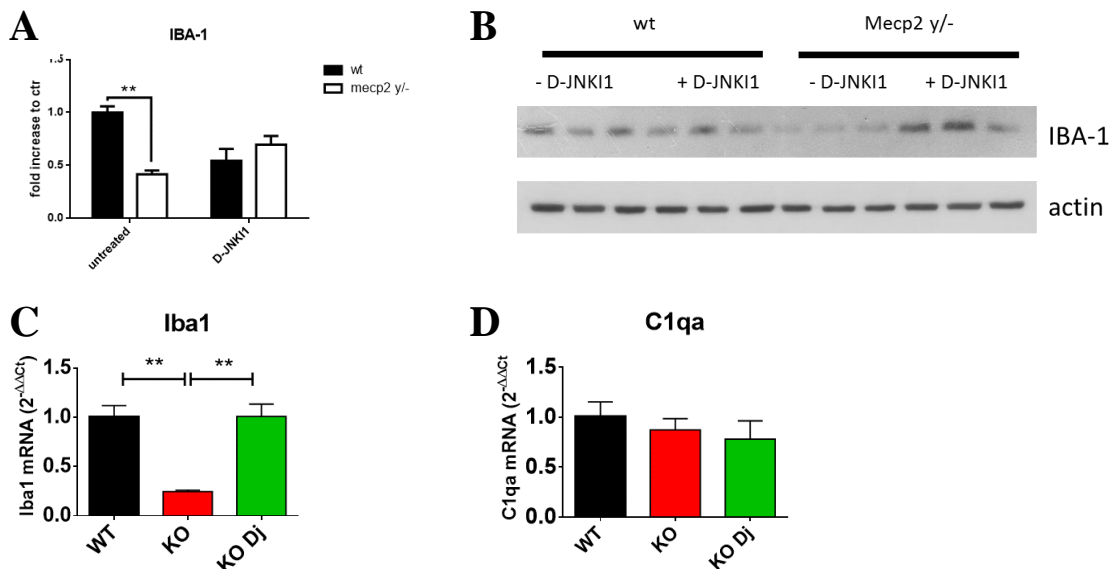 A
IBA-1
1.5
1.0
0.5
0.0
fold increase to ctr
**
wt
mecp2 y/-
untreated
D-JNKI1
B
wt
Mecp2 y/-
- D-JNKI1
+ D-JNKI1
- D-JNKI1
+ D-JNKI1
IBA-1
actin
C
Iba1
Iba1 mRNA (2-ΔΔCt)
1.5
1.0
0.5
0.0
**
**
WT
KO
KO Dj
D
C1qa
C1qa mRNA (2-ΔΔCt
1.5
1.0
0.5
0.0
WT
KO
KO Dj